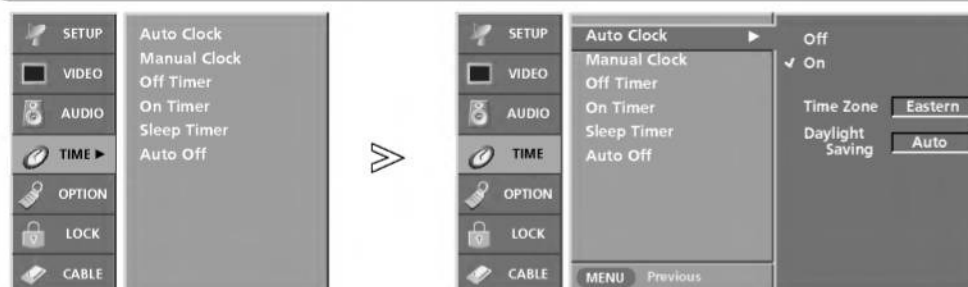 SETUP
VIDEO
AUDIO
TIME ►
OPTION
LOCK
CABLE
Auto Clock
Manual Clock
Off Timer
On Timer
Sleep Timer
Auto Off
SETUP
VIDEO
AUDIO
TIME
OPTION
LOCK
CABLE
Auto Clock ►
Manual Clock
Off Timer
On Timer
Sleep Timer
Auto Off
MENU Previous
Off
✓ On
Time Zone Eastern
Daylight
Saving Auto